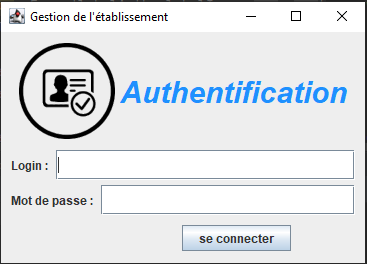 Gestion de l'établissement
Authentification
Login :
Mot de passe :
se connecter